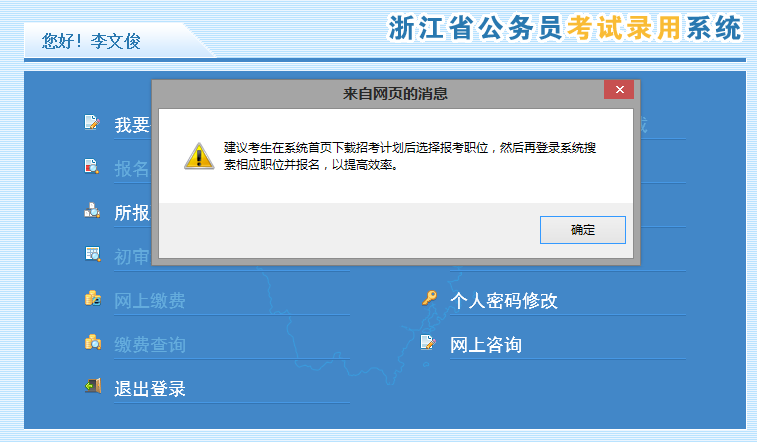 您好！李文俊
浙江省公务员考试录用系统
来自网页的消息
建议考生在系统首页下载招考计划后选择报考职位，然后再登录系统搜
索相应职位并报名，以提高效率。
确定
我要
报名
所报
初审
网上缴费
个人密码修改
缴费查询
网上咨询
退出登录